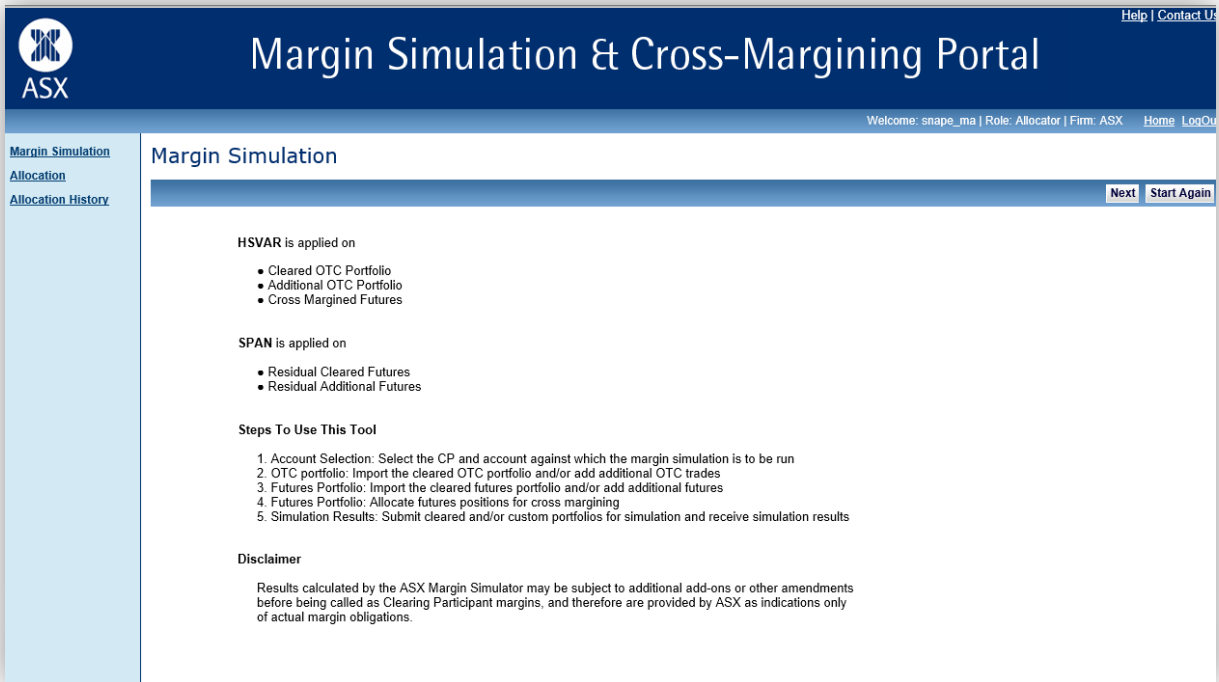 Help | Contact Us
ASX
Margin Simulation & Cross-Margining Portal
Welcome: snape_ma | Role: Allocator | Firm: ASX Home LogOu
Margin Simulation
Allocation
Allocation History
Margin Simulation
Next Start Again
HSVAR is applied on
● Cleared OTC Portfolio
● Additional OTC Portfolio
● Cross Margined Futures
SPAN is applied on
● Residual Cleared Futures
● Residual Additional Futures
Steps To Use This Tool
1. Account Selection: Select the CP and account against which the margin simulation is to be run
2. OTC portfolio: Import the cleared OTC portfolio and/or add additional OTC trades
3. Futures Portfolio: Import the cleared futures portfolio and/or add additional futures
4. Futures Portfolio: Allocate futures positions for cross margining
5. Simulation Results: Submit cleared and/or custom portfolios for simulation and receive simulation results
Disclaimer
Results calculated by the ASX Margin Simulator may be subject to additional add-ons or other amendments
before being called as Clearing Participant margins, and therefore are provided by ASX as indications only
of actual margin obligations.